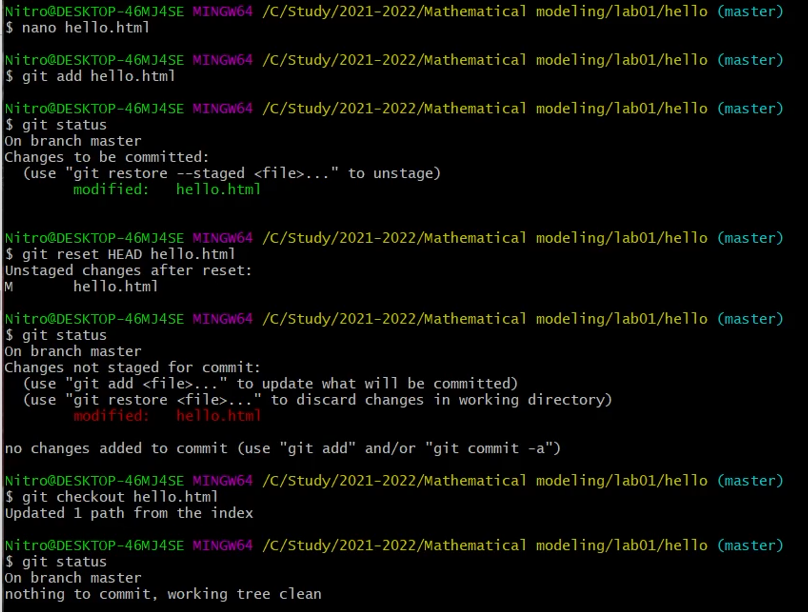 Nitro@DESKTOP-46MJ4SE MINGW64 /C/Study/2021-2022/Mathematical modeling/lab01/hello (master)
$ nano hello.html
Nitro@DESKTOP-46MJ4SE MINGW64 /C/Study/2021-2022/Mathematical modeling/lab01/hello (master)
$ git add hello.html
Nitro@DESKTOP-46MJ4SE MINGW64 /C/Study/2021-2022/Mathematical modeling/lab01/hello (master)
$ git status
On branch master
Changes to be committed:
  (use "git restore --staged <file>..." to unstage)
        modified:   hello.html
Nitro@DESKTOP-46MJ4SE MINGW64 /C/Study/2021-2022/Mathematical modeling/lab01/hello (master)
$ git reset HEAD hello.html
Unstaged changes after reset:
M       hello.html
Nitro@DESKTOP-46MJ4SE MINGW64 /C/Study/2021-2022/Mathematical modeling/lab01/hello (master)
$ git status
On branch master
Changes not staged for commit:
  (use "git add <file>..." to update what will be committed)
  (use "git restore <file>..." to discard changes in working directory)
        modified:   hello.html
no changes added to commit (use "git add" and/or "git commit -a")
Nitro@DESKTOP-46MJ4SE MINGW64 /C/Study/2021-2022/Mathematical modeling/lab01/hello (master)
$ git checkout hello.html
Updated 1 path from the index
Nitro@DESKTOP-46MJ4SE MINGW64 /C/Study/2021-2022/Mathematical modeling/lab01/hello (master)
$ git status
On branch master
nothing to commit, working tree clean